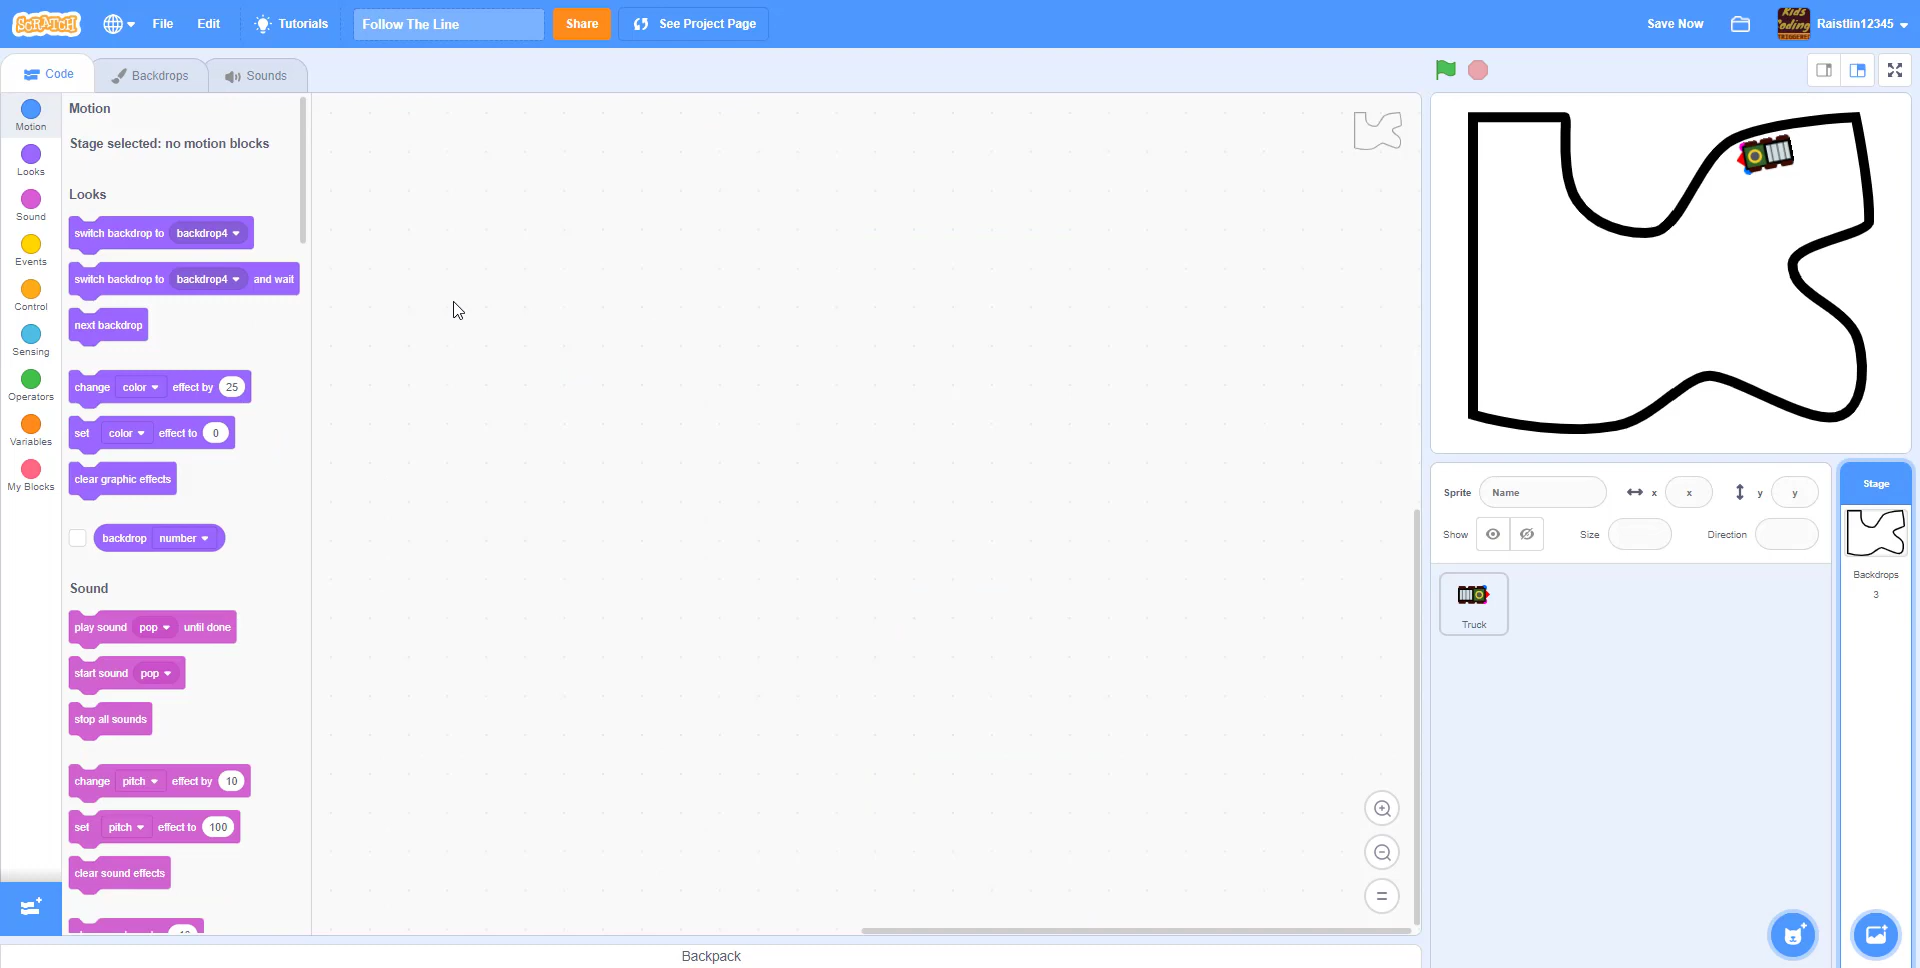 SCRATCH File Edit Tutorials Follow The Line Share See Project Page Save Now Kids Coding Raistlin12345
Code Backdrops Sounds
Motion
Looks
Sound
Events
Control
Sensing
Operators
Variables
My Blocks
Motion
Stage selected: no motion blocks
Looks
switch backdrop to backdrop4
switch backdrop to backdrop4 and wait
next backdrop
change color effect by 25
set color effect to 0
clear graphic effects
backdrop number
Sound
play sound pop until done
start sound pop
stop all sounds
change pitch effect by 10
set pitch effect to 100
clear sound effects
Backpack
Sprite Name x x y y
Show Size Direction
Truck
Stage
Backdrops
3